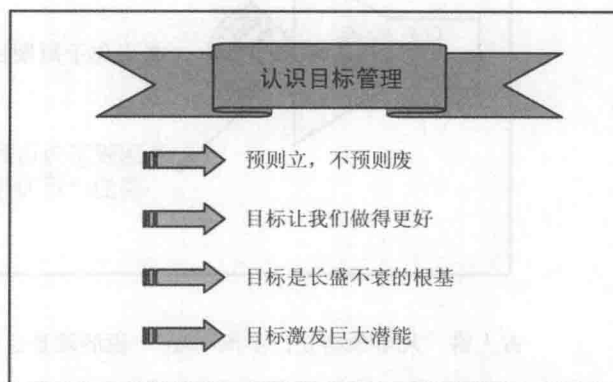 认识目标管理
预则立，不预则废
目标让我们做得更好
目标是长盛不衰的根基
目标激发巨大潜能